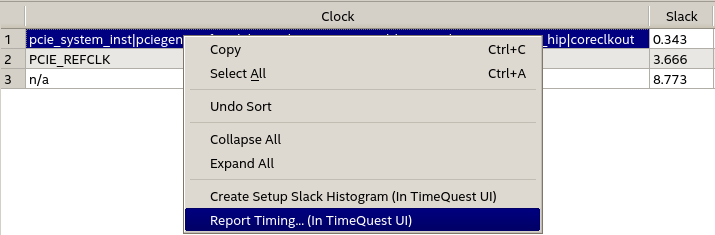 Clock Slack
1 pcie_system_inst|pciegen _hip|coreclkout 0.343
2 PCIE_REFCLK 3.666
3 n/a 8.773
Copy Ctrl+C
Select All Ctrl+A
Undo Sort
Collapse All
Expand All
Create Setup Slack Histogram (In TimeQuest UI)
Report Timing... (In TimeQuest UI)